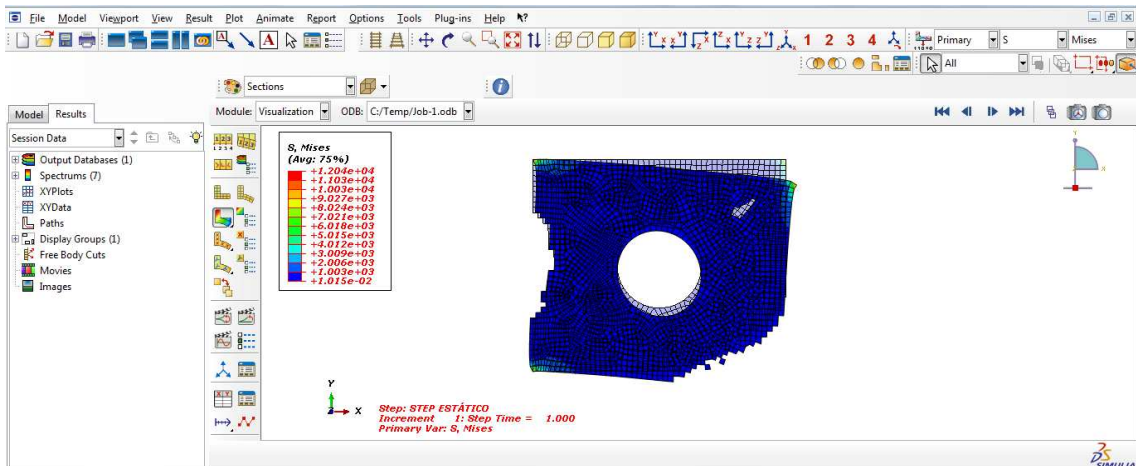 File Model Viewport View Result Plot Animate Report Options Tools Plug-ins Help
1 2 3 4 Primary S Mises
All
Sections
Model Results Module: Visualization ODB: C:/Temp/Job-1.odb
Session Data
Output Databases (1)
Spectrums (7)
XYPlots
XYData
Paths
Display Groups (1)
Free Body Cuts
Movies
Images
S, Mises
(Avg: 75%)
+1.204e+04
+1.103e+04
+1.003e+04
+9.027e+03
+8.024e+03
+7.021e+03
+6.018e+03
+5.015e+03
+4.012e+03
+3.009e+03
+2.006e+03
+1.003e+03
+1.015e-02
Y
X
Step: STEP ESTÁTICO
Increment 1: Step Time = 1.000
Primary Var: S, Mises
SIMULIA